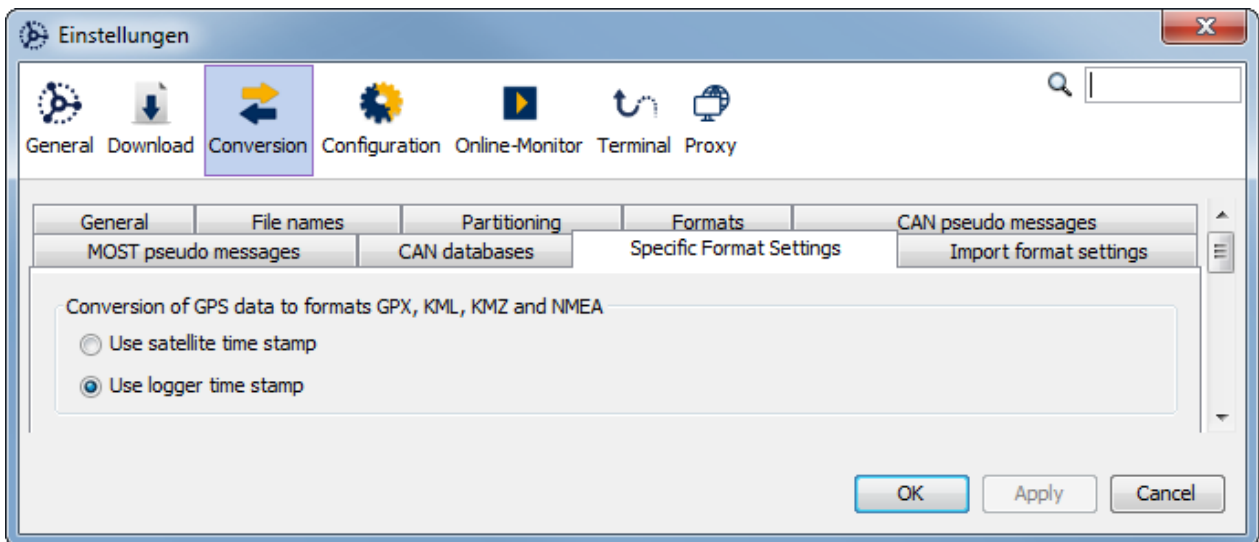 Einstellungen
x
General Download Conversion Configuration Online-Monitor Terminal Proxy
General File names Partitioning Formats CAN pseudo messages
MOST pseudo messages CAN databases Specific Format Settings Import format settings
Conversion of GPS data to formats GPX, KML, KMZ and NMEA
Use satellite time stamp
Use logger time stamp
OK Apply Cancel